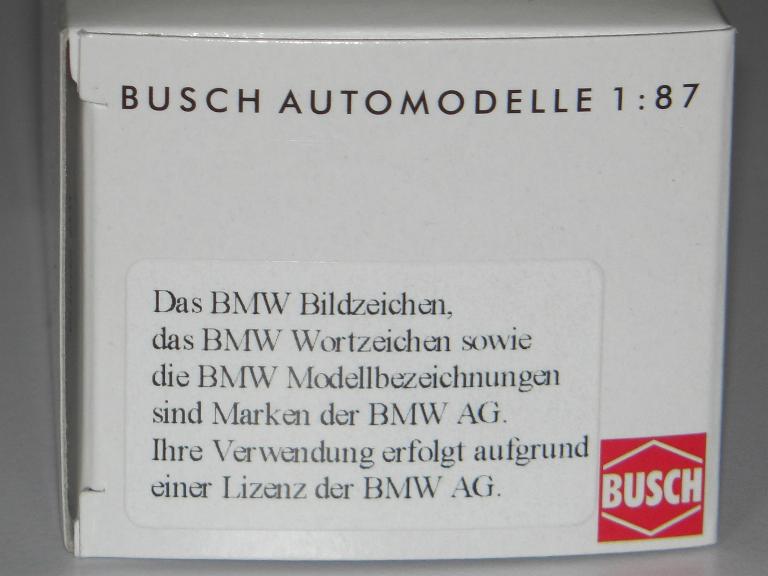 BUSCH AUTOMODELLE 1:87
Das BMW Bildzeichen,
das BMW Wortzeichen sowie
die BMW Modellbezeichnungen
sind Marken der BMW AG.
Ihre Verwendung erfolgt aufgrund
einer Lizenz der BMW AG.
BUSCH